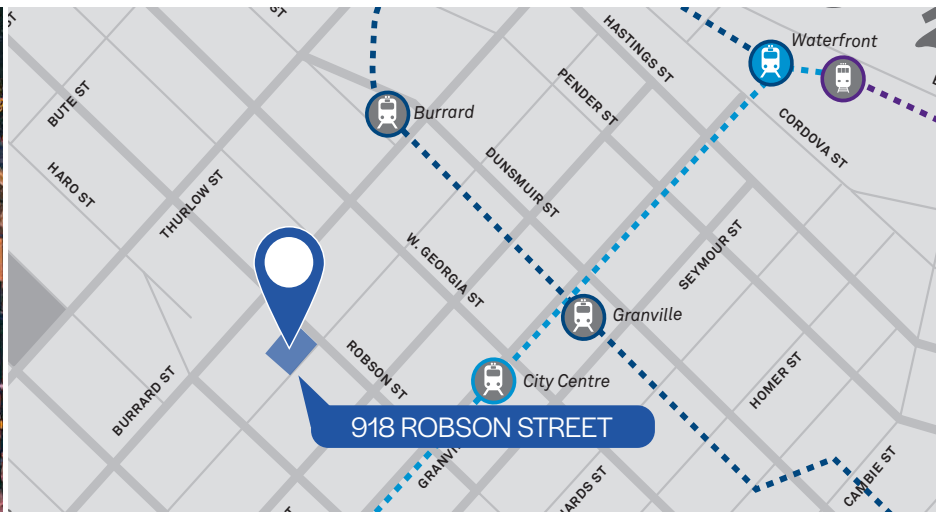 HASTINGS ST
Waterfront
BUTE ST
PENDER ST
Burrard
CORDOVA ST
HARO ST
THURLOW ST
DUNSMUIR ST
W. GEORGIA ST
SEYMOUR ST
Granville
ROBSON ST
City Centre
HOMER ST
BURRARD ST
918 ROBSON STREET
CAMBIE ST